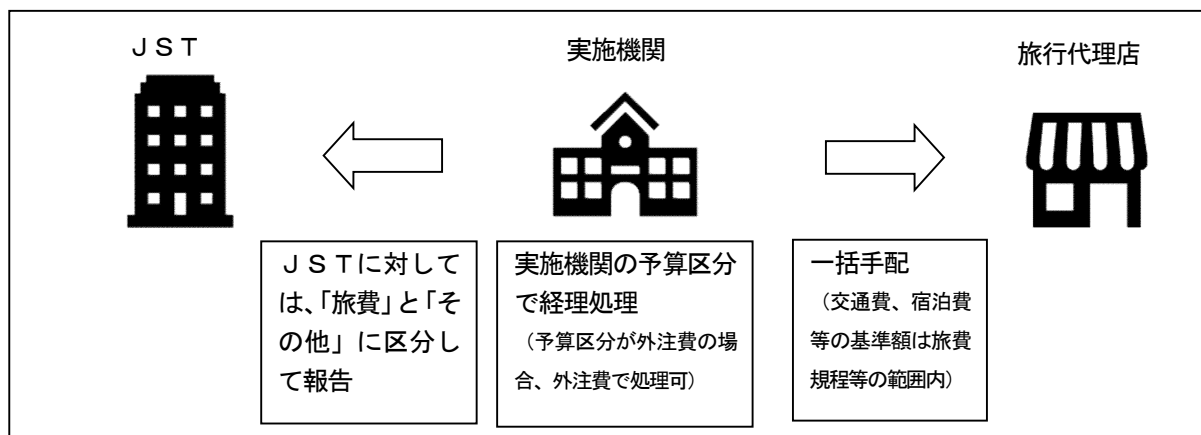 ＪＳＴ
実施機関
旅行代理店
ＪＳＴに対して
は、「旅費」と「そ
の他」に区分し
て報告
実施機関の予算区分
で経理処理
（予算区分が外注費の場
合、外注費で処理可）
一括手配
（交通費、宿泊費
等の基準額は旅費
規程等の範囲内）